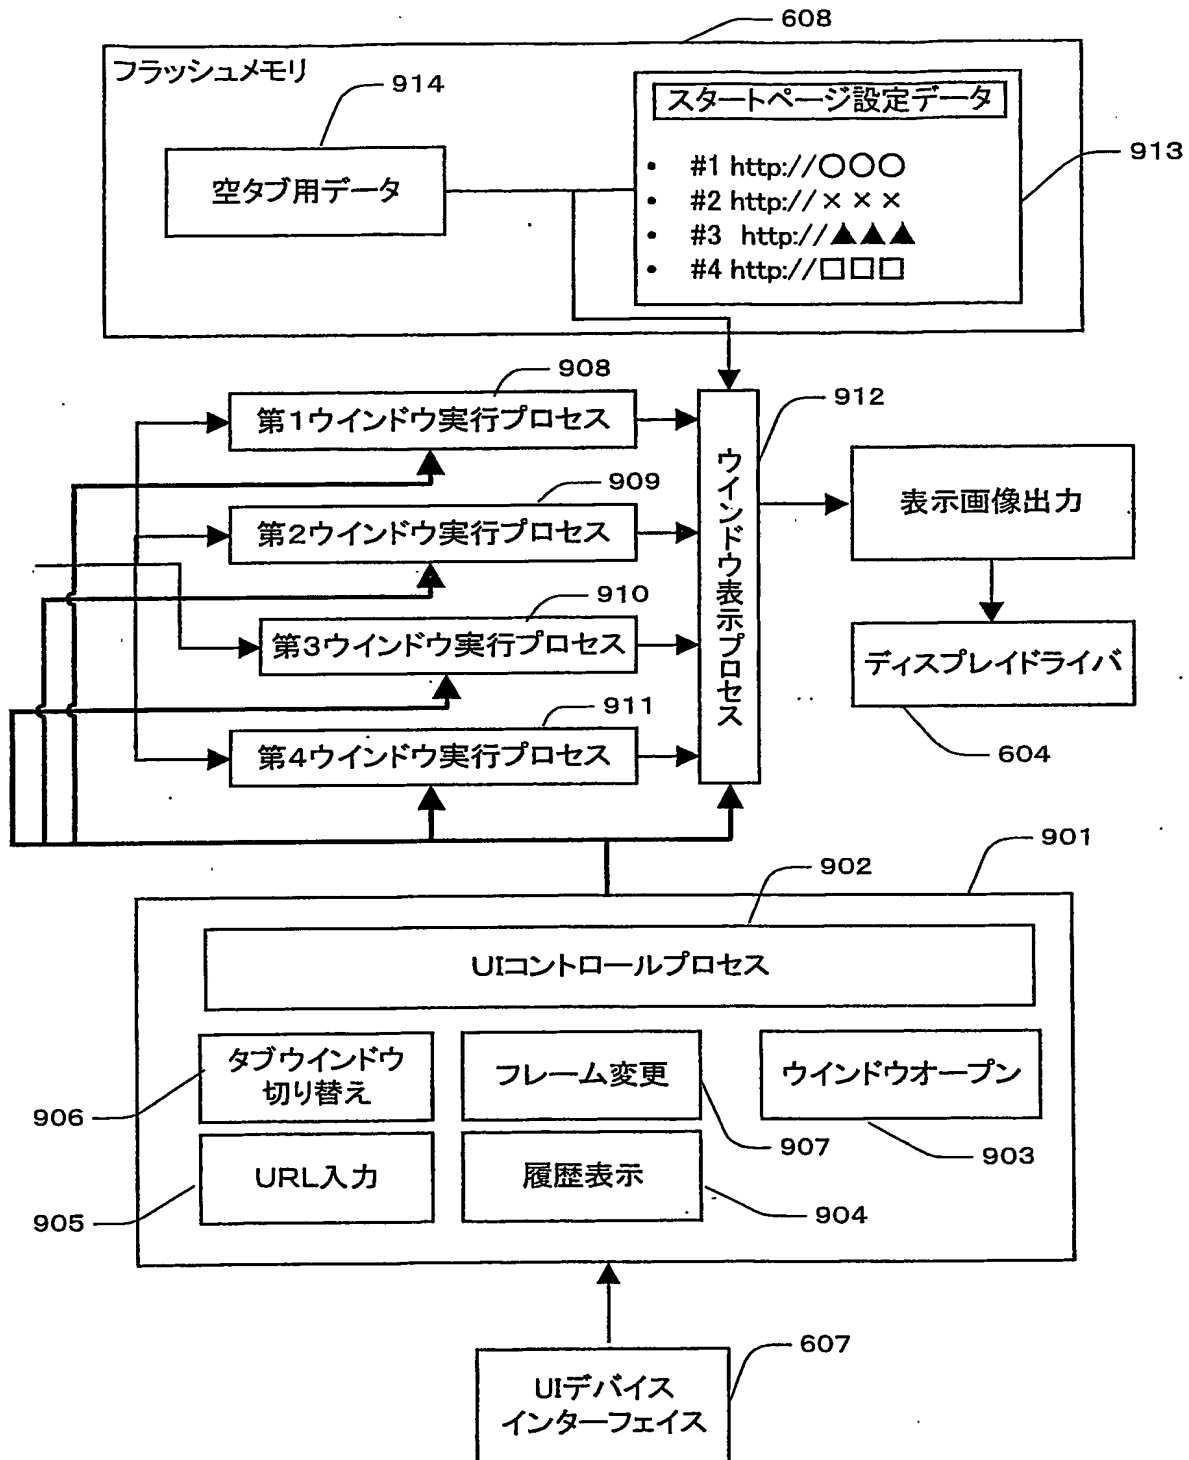 608
フラッシュメモリ
914
空タブ用データ
スタートページ設定データ
913
• #1 http://○○○
• #2 http://×××
• #3 http://▲▲▲
• #4 http://□□□
908
第1ウインドウ実行プロセス
912
909
第2ウインドウ実行プロセス
910
第3ウインドウ実行プロセス
911
第4ウインドウ実行プロセス
ウインドウ表示プロセス
表示画像出力
ディスプレイドライバ
604
901
902
UIコントロールプロセス
タブウインドウ
切り替え
906
フレーム変更
907
ウインドウオープン
903
URL入力
905
履歴表示
904
607
UIデバイス
インターフェイス